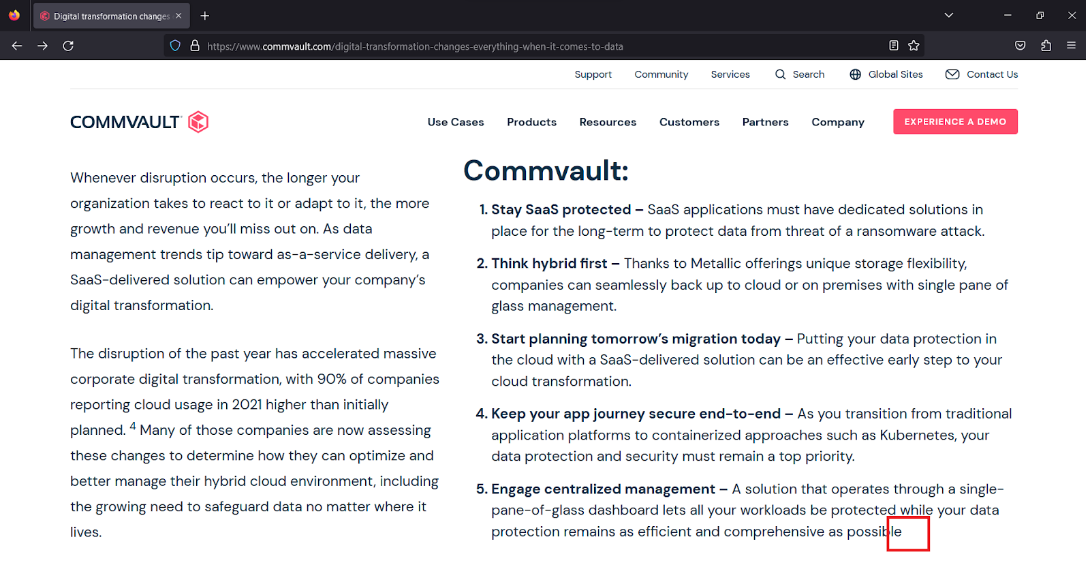 Digital transformation changes
https://www.commvault.com/digital-transformation-changes-everything-when-it-comes-to-data
Support Community Services Search Global Sites Contact Us
COMMVAULT
Use Cases Products Resources Customers Partners Company EXPERIENCE A DEMO
Whenever disruption occurs, the longer your
organization takes to react to it or adapt to it, the more
growth and revenue you’ll miss out on. As data
management trends tip toward as-a-service delivery, a
SaaS-delivered solution can empower your company’s
digital transformation.
The disruption of the past year has accelerated massive
corporate digital transformation, with 90% of companies
reporting cloud usage in 2021 higher than initially
planned. 4 Many of those companies are now assessing
these changes to determine how they can optimize and
better manage their hybrid cloud environment, including
the growing need to safeguard data no matter where it
lives.
Commvault:
1. Stay SaaS protected – SaaS applications must have dedicated solutions in
place for the long-term to protect data from threat of a ransomware attack.
2. Think hybrid first – Thanks to Metallic offerings unique storage flexibility,
companies can seamlessly back up to cloud or on premises with single pane of
glass management.
3. Start planning tomorrow’s migration today – Putting your data protection in
the cloud with a SaaS-delivered solution can be an effective early step to your
cloud transformation.
4. Keep your app journey secure end-to-end – As you transition from traditional
application platforms to containerized approaches such as Kubernetes, your
data protection and security must remain a top priority.
5. Engage centralized management – A solution that operates through a single-
pane-of-glass dashboard lets all your workloads be protected while your data
protection remains as efficient and comprehensive as possible